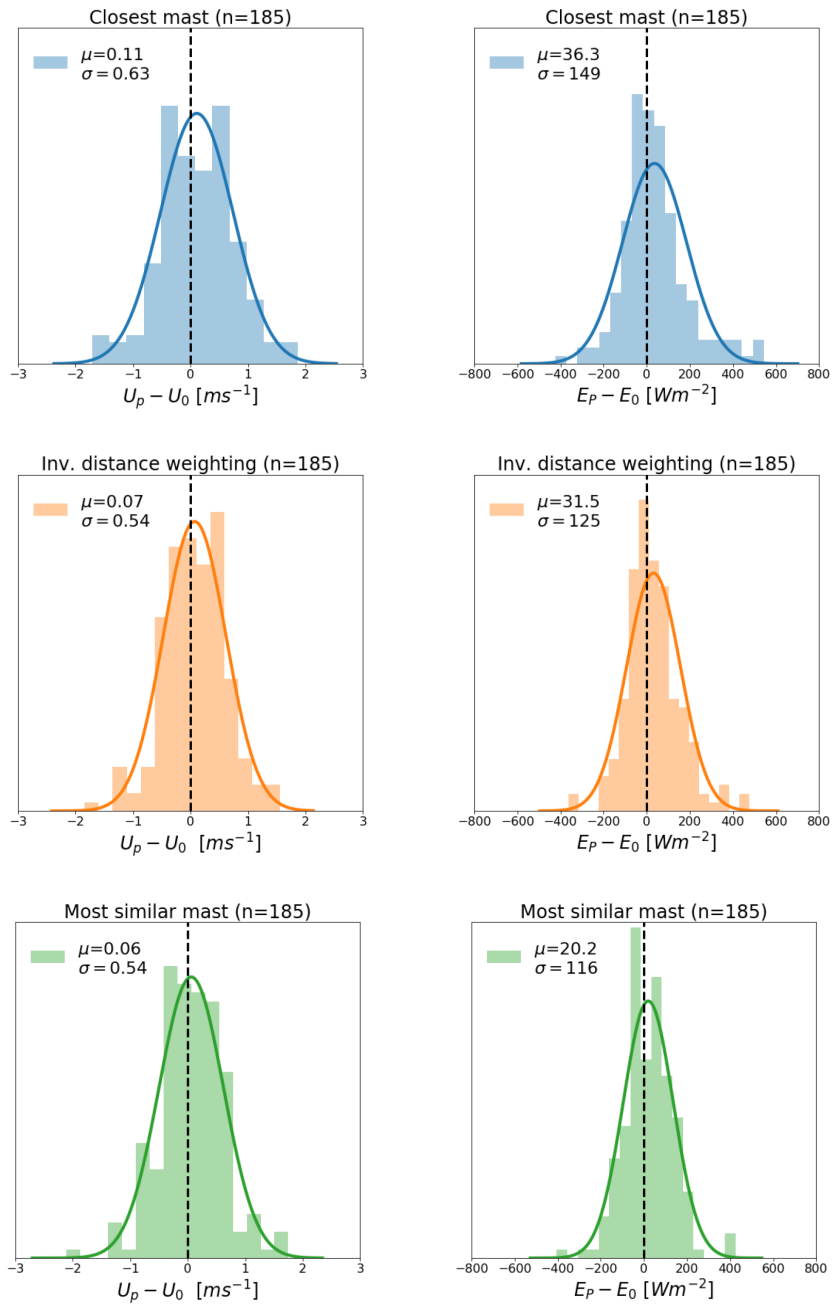 Closest mast (n=185)
μ=0.11
σ = 0.63
−3 −2 −1 0 1 2 3
U_p − U_0 [ms^{-1}]
Closest mast (n=185)
μ=36.3
σ = 149
−800 −600 −400 −200 0 200 400 600 800
E_P − E_0 [Wm^{-2}]
Inv. distance weighting (n=185)
μ=0.07
σ = 0.54
−3 −2 −1 0 1 2 3
U_p − U_0 [ms^{-1}]
Inv. distance weighting (n=185)
μ=31.5
σ = 125
−800 −600 −400 −200 0 200 400 600 800
E_P − E_0 [Wm^{-2}]
Most similar mast (n=185)
μ=0.06
σ = 0.54
−3 −2 −1 0 1 2 3
U_p − U_0 [ms^{-1}]
Most similar mast (n=185)
μ=20.2
σ = 116
−800 −600 −400 −200 0 200 400 600 800
E_P − E_0 [Wm^{-2}]